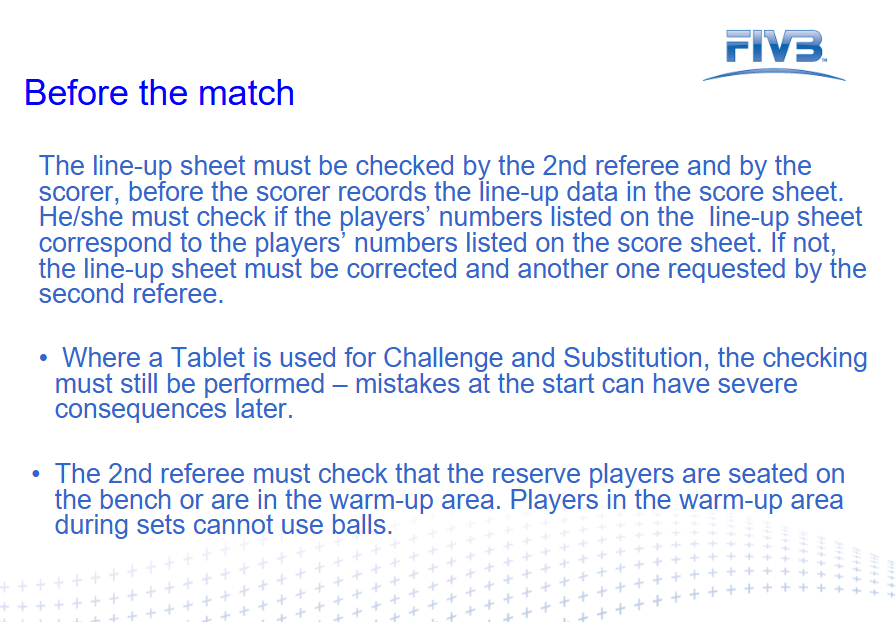 FIVB™
Before the match
The line-up sheet must be checked by the 2nd referee and by the
scorer, before the scorer records the line-up data in the score sheet.
He/she must check if the players’ numbers listed on the  line-up sheet
correspond to the players’ numbers listed on the score sheet. If not,
the line-up sheet must be corrected and another one requested by the
second referee.
• Where a Tablet is used for Challenge and Substitution, the checking
must still be performed – mistakes at the start can have severe
consequences later.
• The 2nd referee must check that the reserve players are seated on
the bench or are in the warm-up area. Players in the warm-up area
during sets cannot use balls.